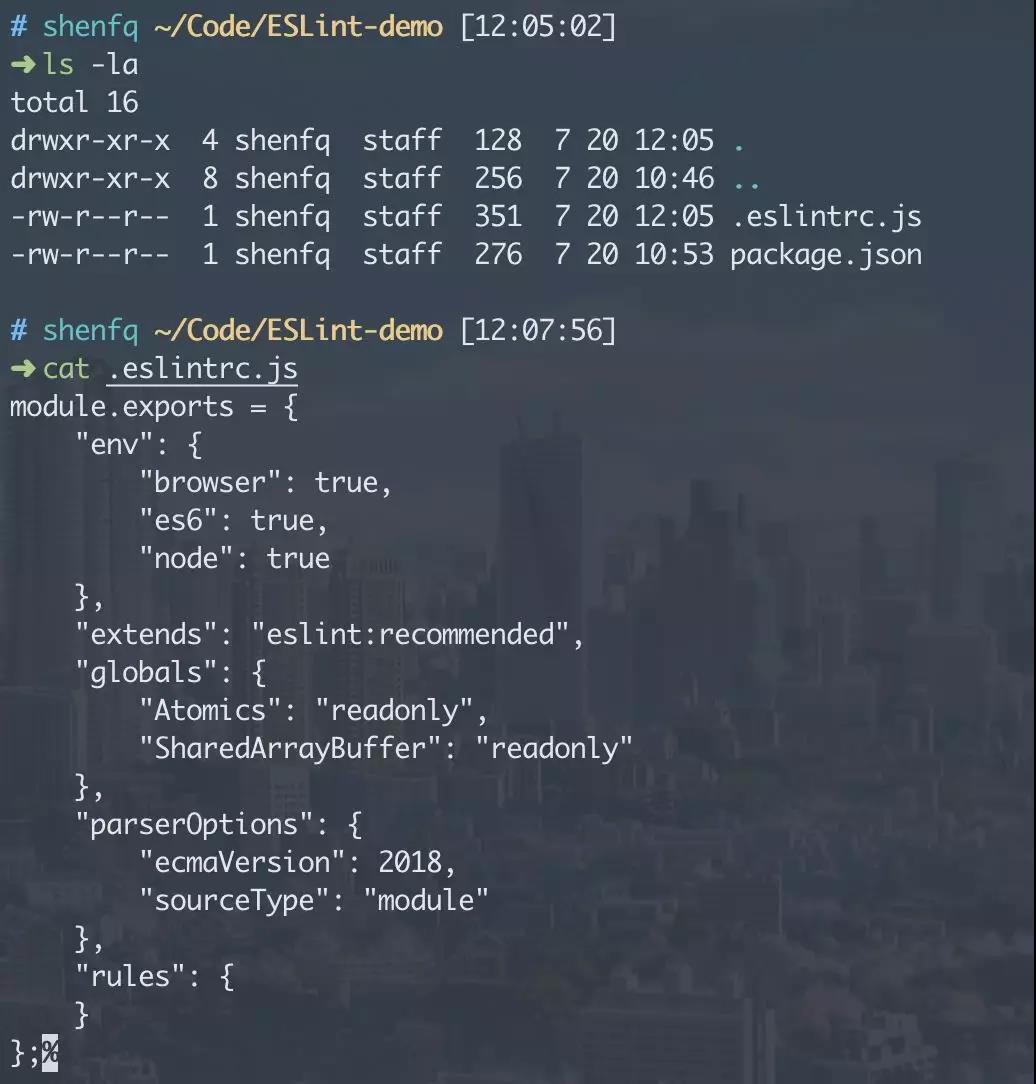 # shenfq ~/Code/ESLint-demo [12:05:02]
➜ ls -la
total 16
drwxr-xr-x  4 shenfq  staff  128  7 20 12:05 .
drwxr-xr-x  8 shenfq  staff  256  7 20 10:46 ..
-rw-r--r--  1 shenfq  staff  351  7 20 12:05 .eslintrc.js
-rw-r--r--  1 shenfq  staff  276  7 20 10:53 package.json

# shenfq ~/Code/ESLint-demo [12:07:56]
➜ cat .eslintrc.js
module.exports = {
    "env": {
        "browser": true,
        "es6": true,
        "node": true
    },
    "extends": "eslint:recommended",
    "globals": {
        "Atomics": "readonly",
        "SharedArrayBuffer": "readonly"
    },
    "parserOptions": {
        "ecmaVersion": 2018,
        "sourceType": "module"
    },
    "rules": {
    }
};%